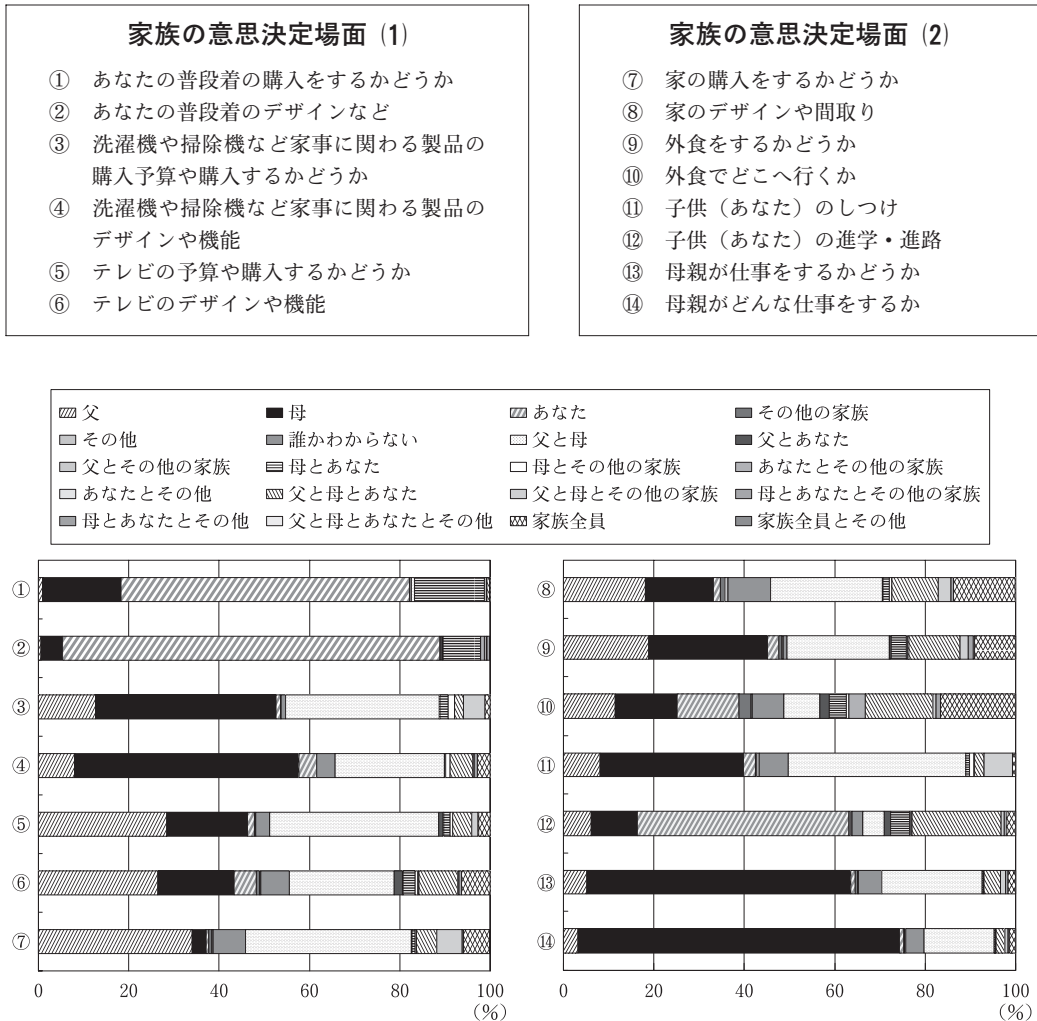 家族の意思決定場面 (1)
① あなたの普段着の購入をするかどうか
② あなたの普段着のデザインなど
③ 洗濯機や掃除機など家事に関わる製品の
購入予算や購入するかどうか
④ 洗濯機や掃除機など家事に関わる製品の
デザインや機能
⑤ テレビの予算や購入するかどうか
⑥ テレビのデザインや機能
家族の意思決定場面 (2)
⑦ 家の購入をするかどうか
⑧ 家のデザインや間取り
⑨ 外食をするかどうか
⑩ 外食でどこへ行くか
⑪ 子供(あなた)のしつけ
⑫ 子供(あなた)の進学・進路
⑬ 母親が仕事をするかどうか
⑭ 母親がどんな仕事をするか
父 母 あなた その他の家族
その他 誰かわからない 父と母 父とあなた
父とその他の家族 母とあなた 母とその他の家族 あなたとその他の家族
あなたとその他 父と母とあなた 父と母とその他の家族 母とあなたとその他の家族
母とあなたとその他 父と母とあなたとその他 家族全員 家族全員とその他
①
②
③
④
⑤
⑥
⑦
0 20 40 60 80 100
(%)
⑧
⑨
⑩
⑪
⑫
⑬
⑭
0 20 40 60 80 100
(%)